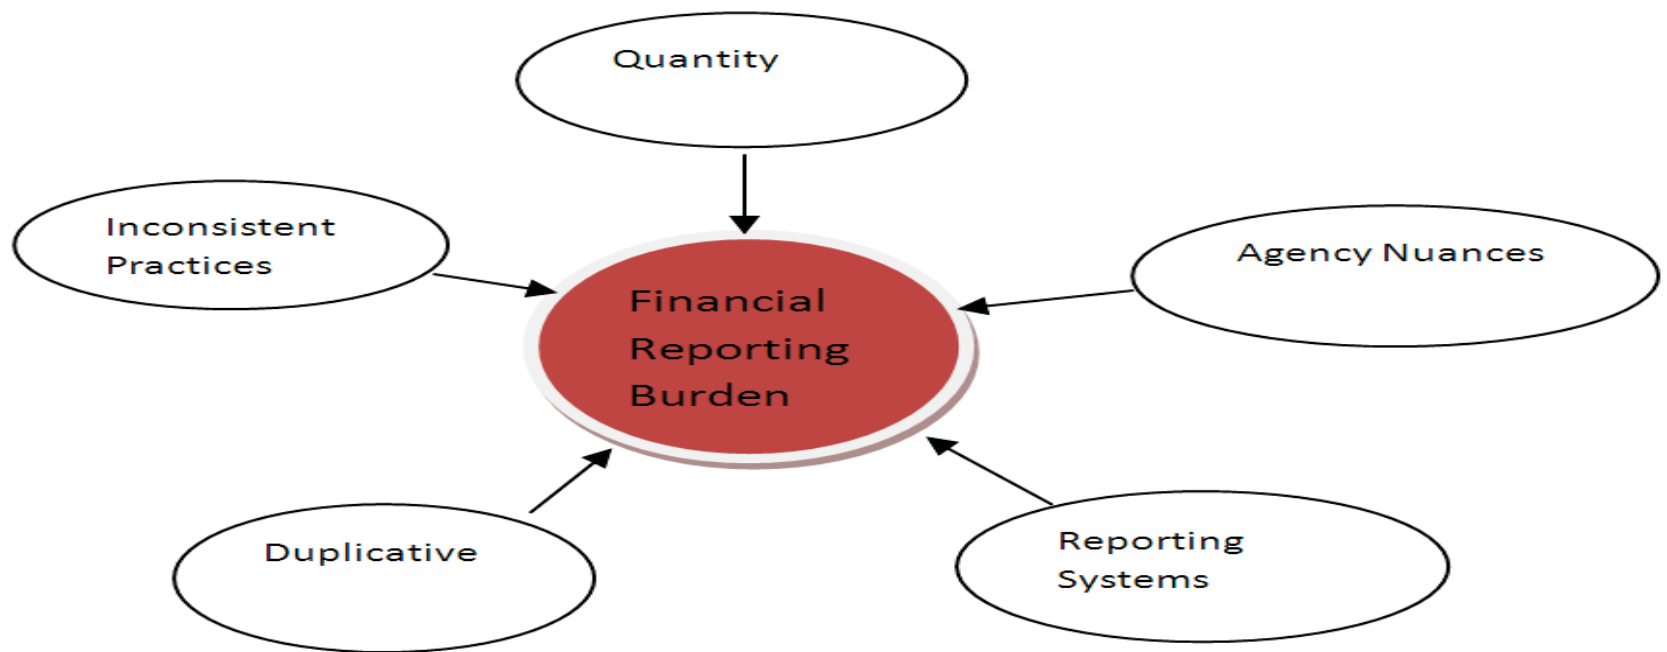 Quantity
Inconsistent
Practices
Agency Nuances
Financial
Reporting
Burden
Duplicative
Reporting
Systems